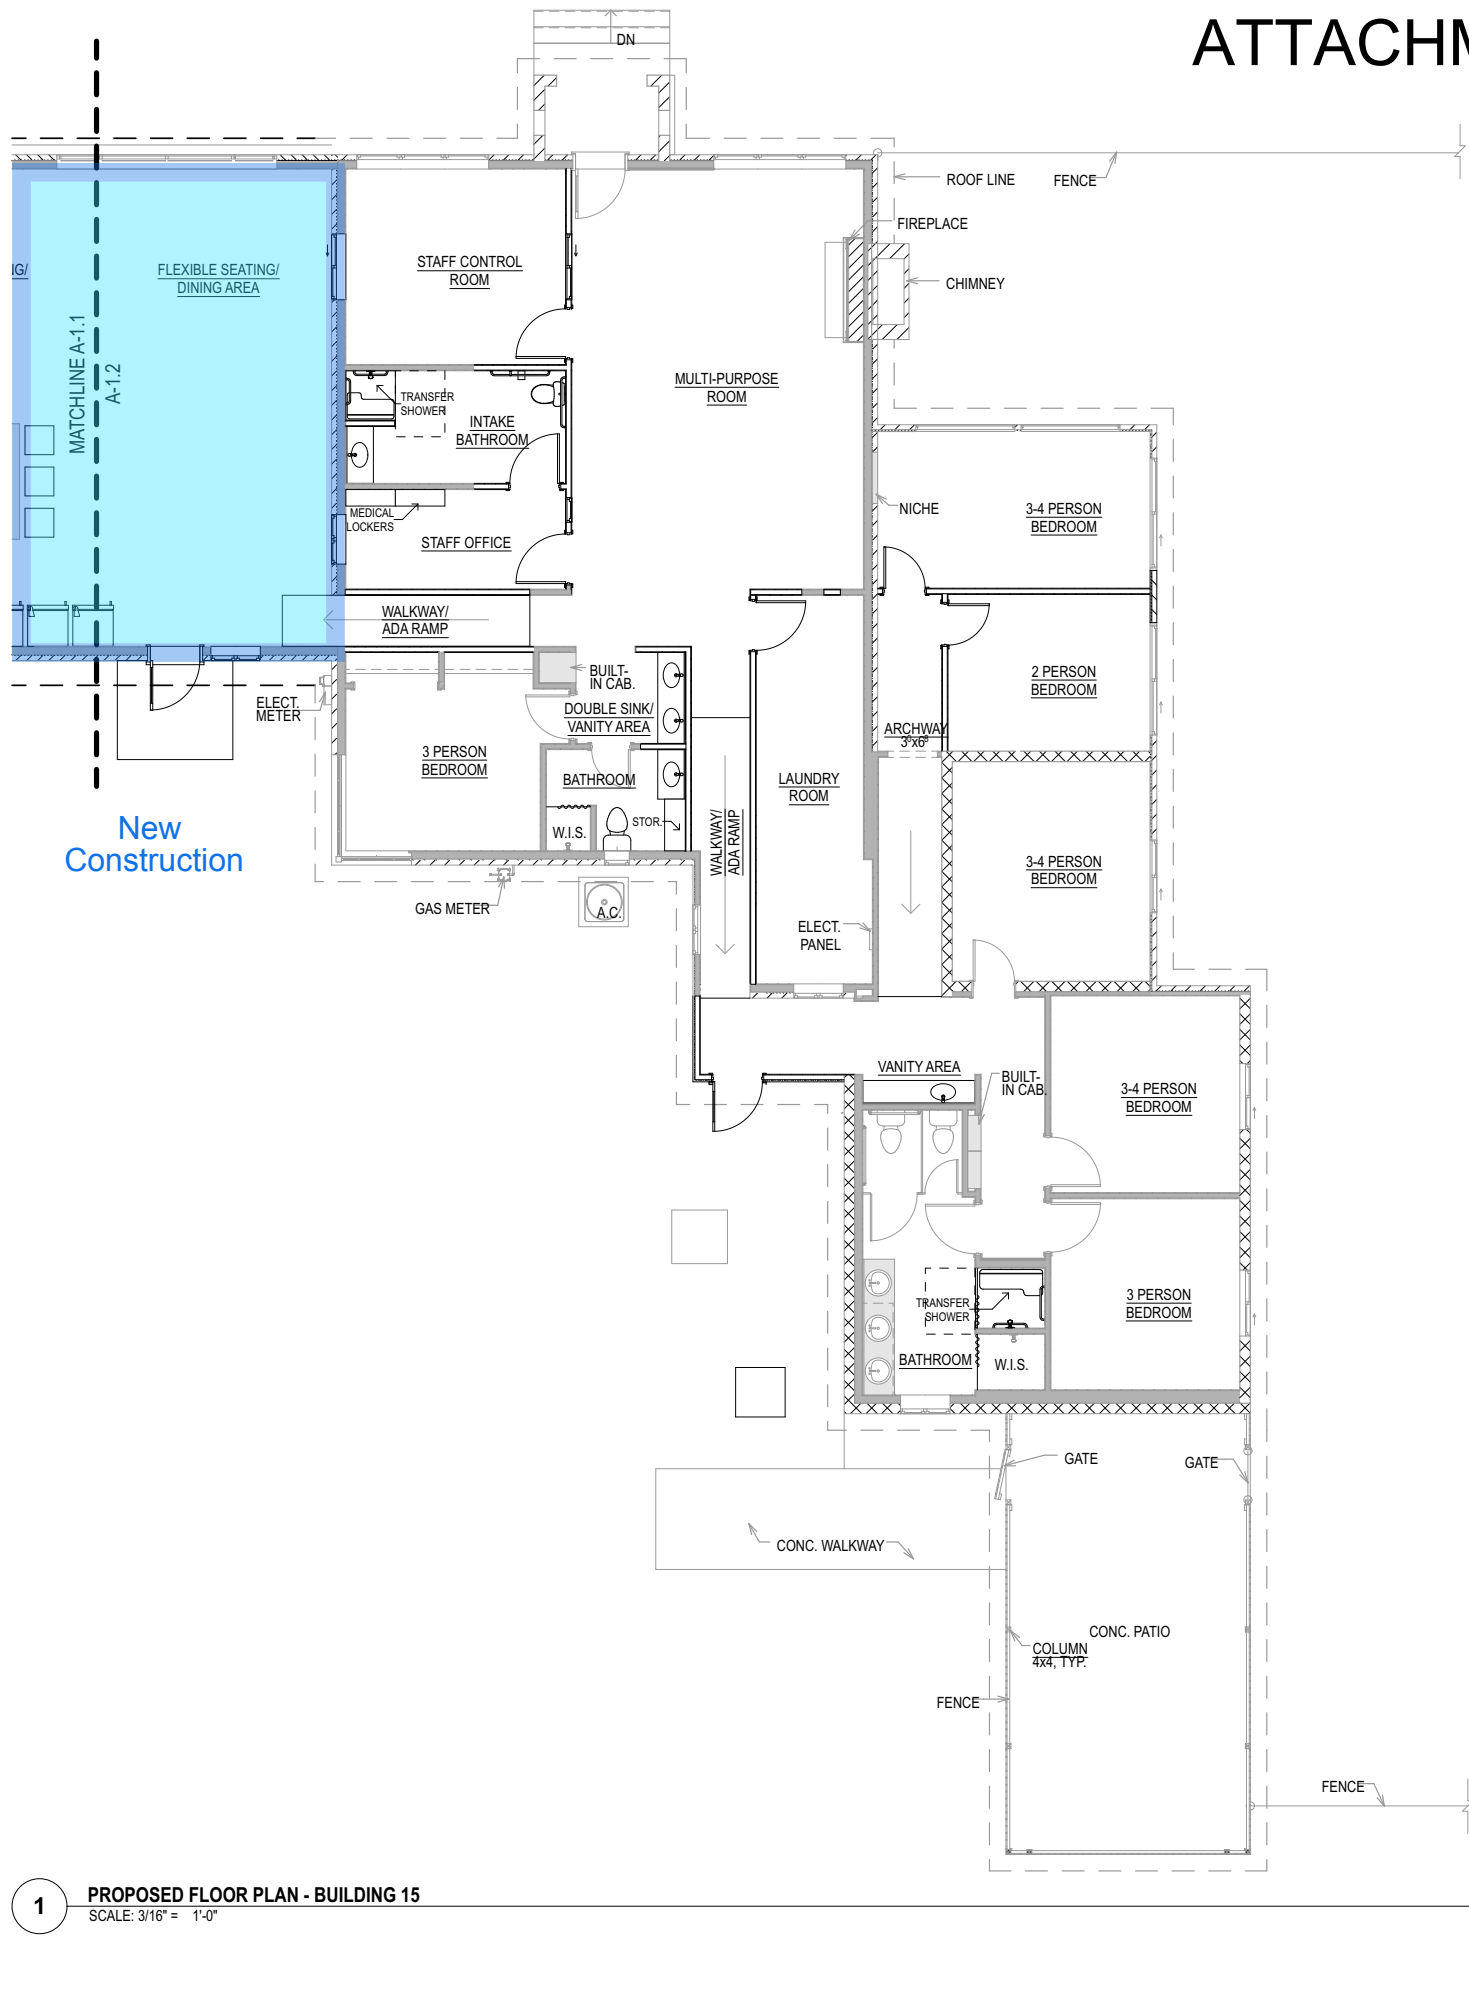 ATTACHM
DN
ROOF LINE
FENCE
FIREPLACE
NG/
FLEXIBLE SEATING/
DINING AREA
STAFF CONTROL
ROOM
CHIMNEY
MATCHLINE A-1.1
A-1.2
MULTI-PURPOSE
ROOM
TRANSFER
SHOWER
INTAKE
BATHROOM
MEDICAL
LOCKERS
STAFF OFFICE
NICHE
3-4 PERSON
BEDROOM
WALKWAY/
ADA RAMP
BUILT-
IN CAB.
2 PERSON
BEDROOM
ELECT.
METER
DOUBLE SINK/
VANITY AREA
ARCHWAY
3⁰x6⁸
3 PERSON
BEDROOM
BATHROOM
LAUNDRY
ROOM
New
Construction
W.I.S.
STOR.
WALKWAY/
ADA RAMP
3-4 PERSON
BEDROOM
GAS METER
A.C.
ELECT.
PANEL
VANITY AREA
BUILT-
IN CAB.
3-4 PERSON
BEDROOM
TRANSFER
SHOWER
3 PERSON
BEDROOM
BATHROOM
W.I.S.
GATE
GATE
CONC. WALKWAY
CONC. PATIO
COLUMN
4x4, TYP.
FENCE
FENCE
1
PROPOSED FLOOR PLAN - BUILDING 15
SCALE: 3/16" = 1'-0"